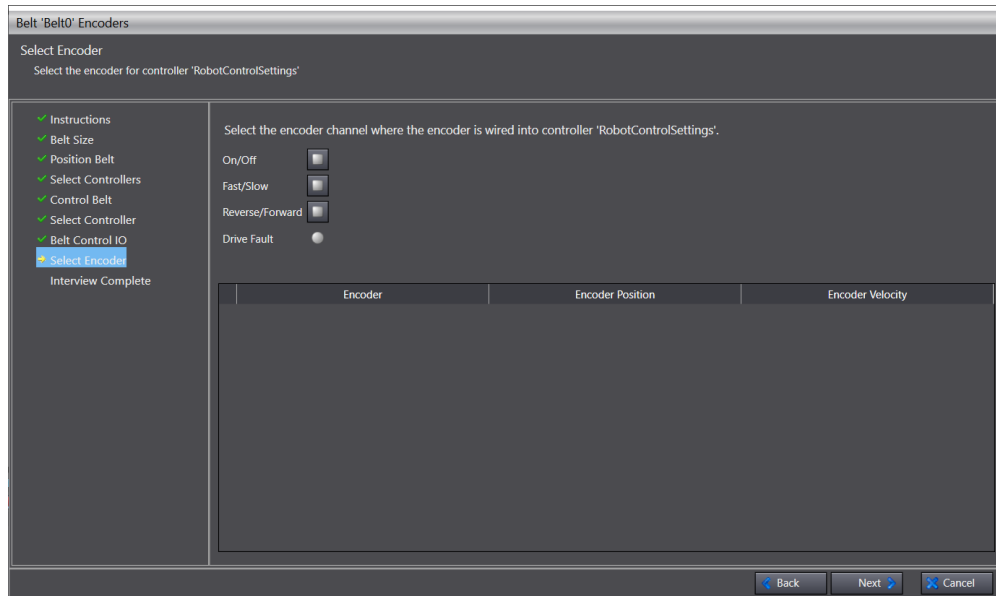 Belt 'Belt0' Encoders
Select Encoder
Select the encoder for controller 'RobotControlSettings'
Instructions
Belt Size
Position Belt
Select Controllers
Control Belt
Select Controller
Belt Control IO
Select Encoder
Interview Complete
Select the encoder channel where the encoder is wired into controller 'RobotControlSettings'.
On/Off
Fast/Slow
Reverse/Forward
Drive Fault
Encoder Encoder Position Encoder Velocity
Back Next Cancel